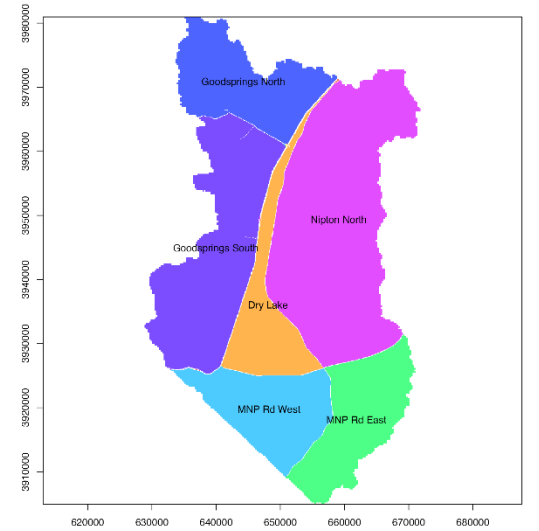 3980000
3970000
3960000
3950000
3940000
3930000
3920000
3910000
Goodsprings North
Nipton North
Goodsprings South
Dry Lake
MNP Rd West
MNP Rd East
620000 630000 640000 650000 660000 670000 680000